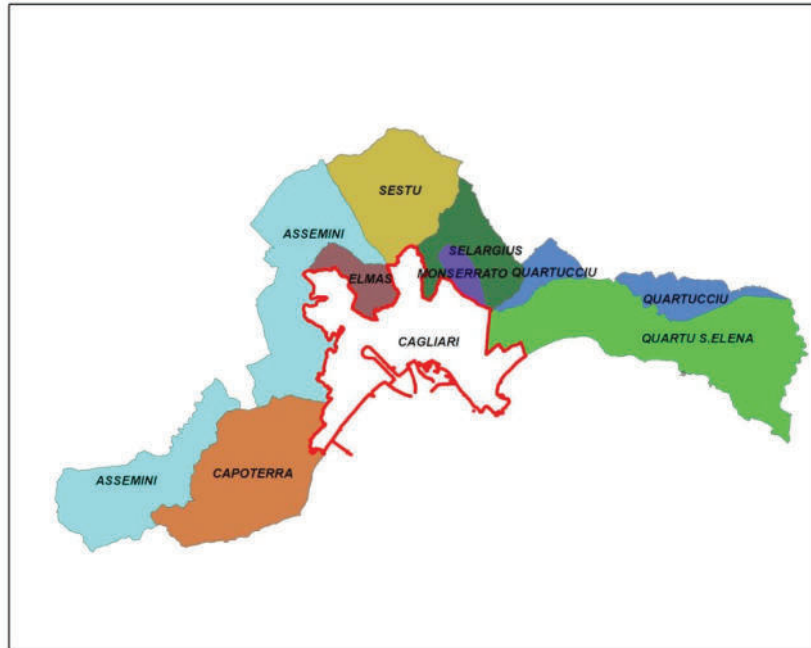 SESTU
ASSEMINI
SELARGIUS
ELMAS
MONSERRATO
QUARTUCCIU
QUARTUCCIU
CAGLIARI
QUARTU S.ELENA
CAPOTERRA
ASSEMINI